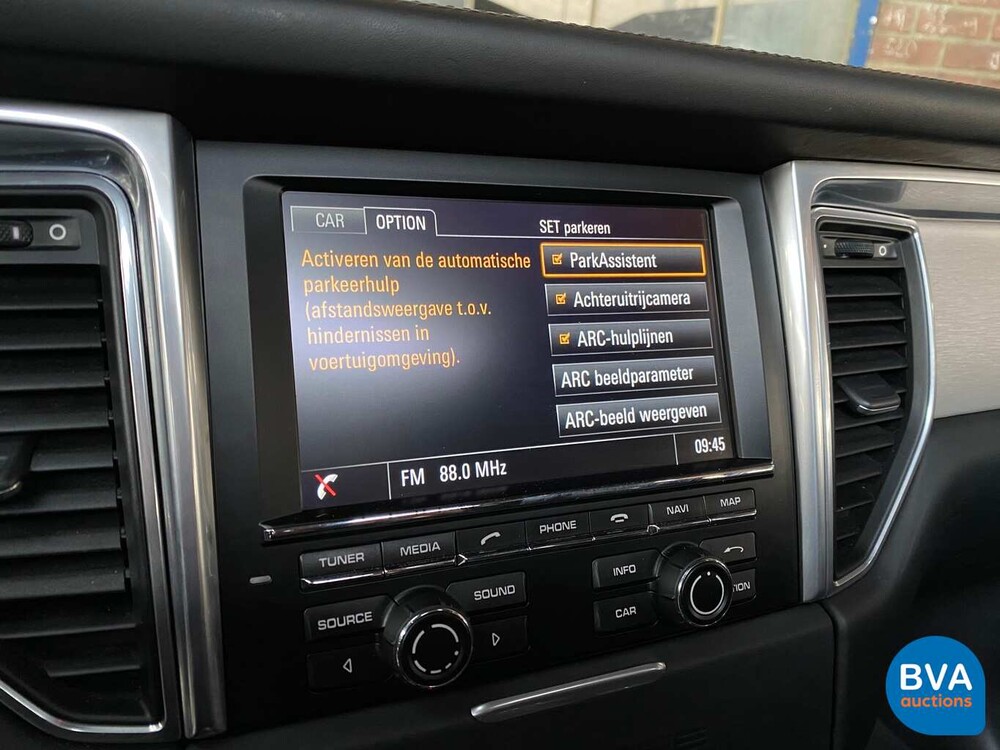 CAR OPTION
SET parkeren
Activeren van de automatische
parkeerhulp
(afstandsweergave t.o.v.
hindernissen in
voertuigomgeving).
ParkAssistent
Achteruitrijcamera
ARC-hulplijnen
ARC beeldparameter
ARC-beeld weergeven
FM 88.0 MHz
09:45
TUNER MEDIA PHONE NAVI MAP
SOURCE SOUND INFO
CAR
BVA
auctions